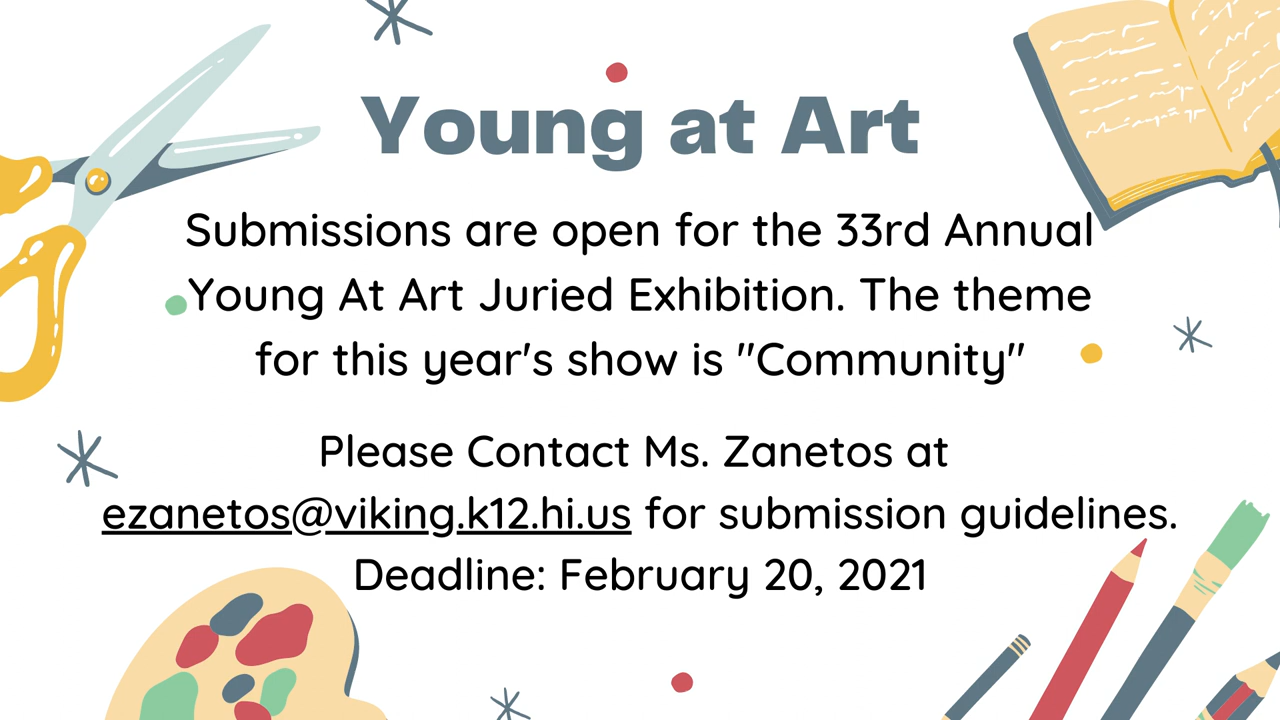 Young at Art
Submissions are open for the 33rd Annual
Young At Art Juried Exhibition. The theme
for this year's show is "Community"
Please Contact Ms. Zanetos at
ezanetos@viking.k12.hi.us for submission guidelines.
Deadline: February 20, 2021